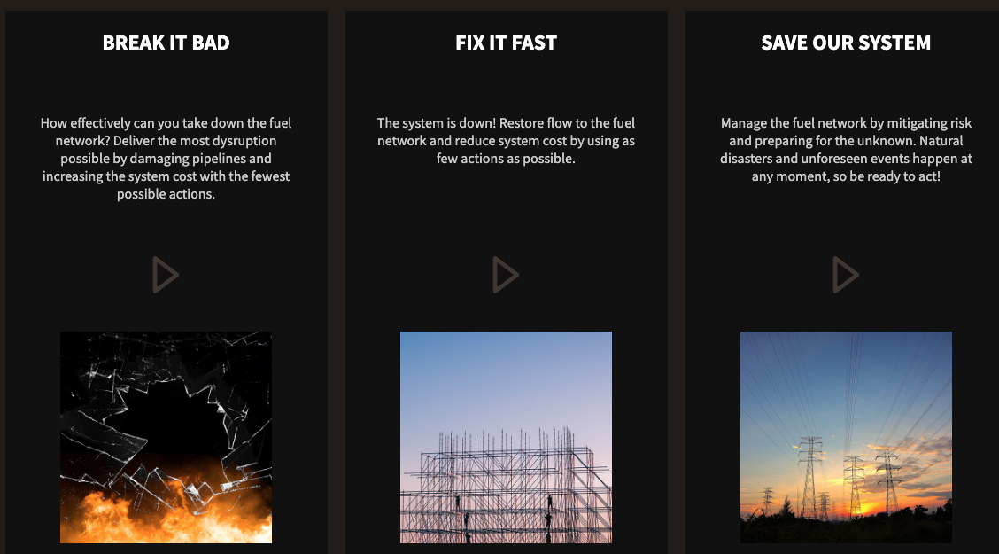 BREAK IT BAD
How effectively can you take down the fuel
network? Deliver the most dysruption
possible by damaging pipelines and
increasing the system cost with the fewest
possible actions.
FIX IT FAST
The system is down! Restore flow to the fuel
network and reduce system cost by using as
few actions as possible.
SAVE OUR SYSTEM
Manage the fuel network by mitigating risk
and preparing for the unknown. Natural
disasters and unforeseen events happen at
any moment, so be ready to act!